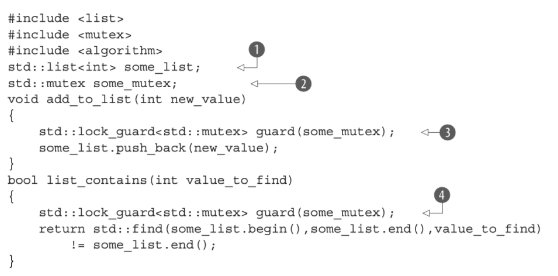 #include <list>
#include <mutex>
#include <algorithm>
std::list<int> some_list; 1
std::mutex some_mutex; 2
void add_to_list(int new_value)
{
    std::lock_guard<std::mutex> guard(some_mutex); 3
    some_list.push_back(new_value);
}
bool list_contains(int value_to_find)
{
    std::lock_guard<std::mutex> guard(some_mutex); 4
    return std::find(some_list.begin(),some_list.end(),value_to_find)
        != some_list.end();
}